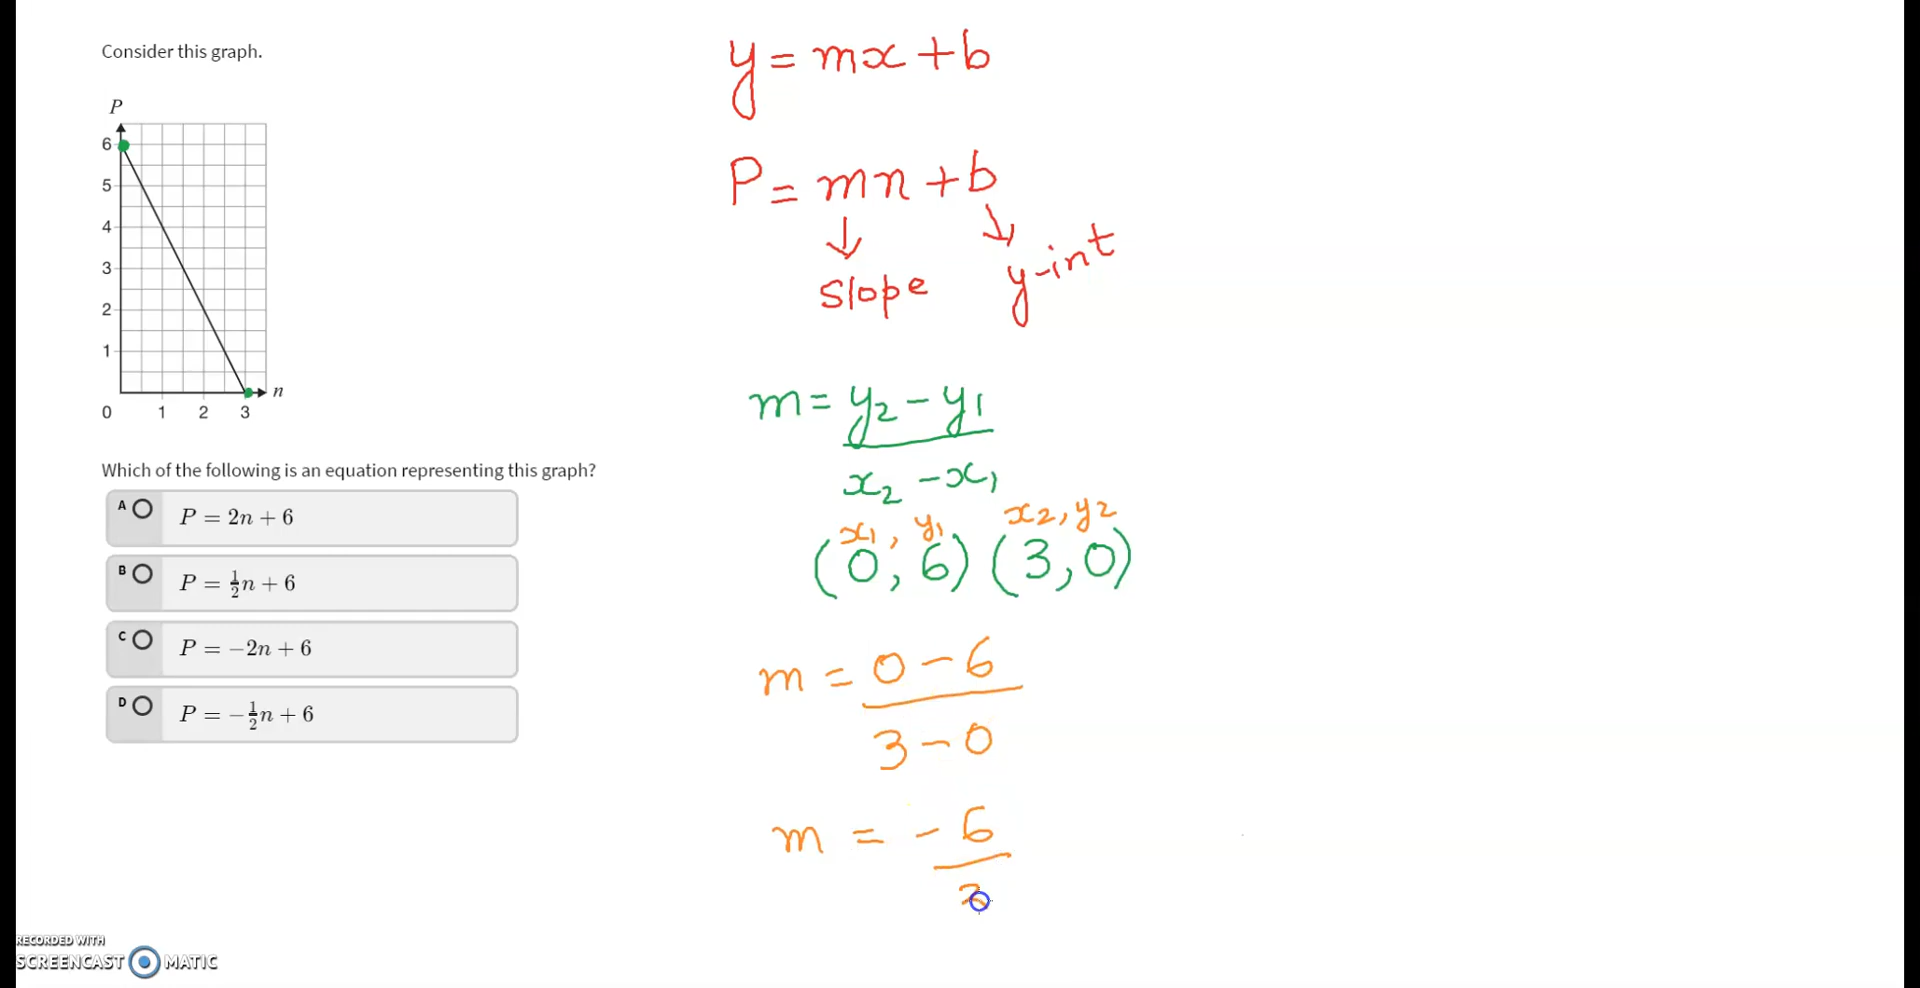 Consider this graph.
P
6
5
4
3
2
1
n
0 1 2 3
Which of the following is an equation representing this graph?
A P = 2n + 6
B P = 1/2 n + 6
C P = −2n + 6
D P = −1/2 n + 6
RECORDED WITH
SCREENCAST MATIC
y = mx + b
P = mn + b
slope
y-int
m = y2 − y1
x2 − x1
x1, y1 x2, y2
(0, 6) (3, 0)
m = 0 − 6
3 − 0
m = − 6